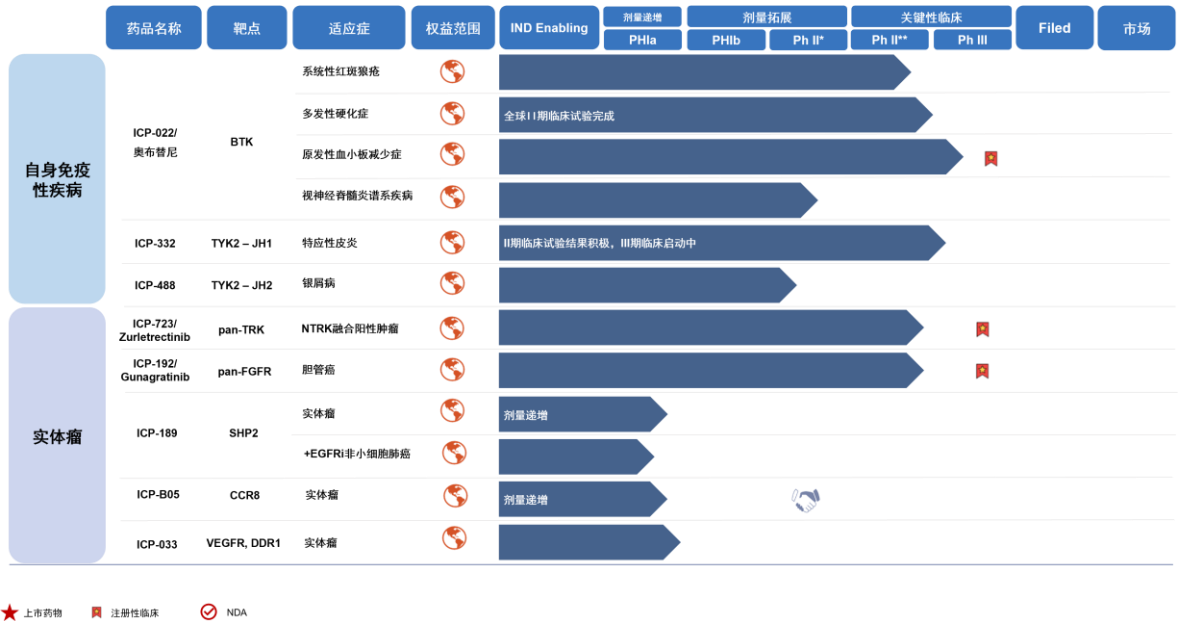 药品名称 靶点 适应症 权益范围 IND Enabling 剂量递增 剂量拓展 关键性临床 Filed 市场
PHIa PHIb Ph II* Ph II** Ph III
自身免疫
性疾病
ICP-022/
奥布替尼
BTK
系统性红斑狼疮
多发性硬化症 全球II期临床试验完成
原发性血小板减少症
视神经脊髓炎谱系疾病
ICP-332 TYK2 – JH1 特应性皮炎 II期临床试验结果积极，III期临床启动中
ICP-488 TYK2 – JH2 银屑病
实体瘤
ICP-723/
Zurletrectinib
pan-TRK NTRK融合阳性肿瘤
ICP-192/
Gunagratinib
pan-FGFR 胆管癌
ICP-189 SHP2
实体瘤 剂量递增
+EGFRi非小细胞肺癌
ICP-B05 CCR8 实体瘤 剂量递增
ICP-033 VEGFR, DDR1 实体瘤
上市药物 注册性临床 NDA